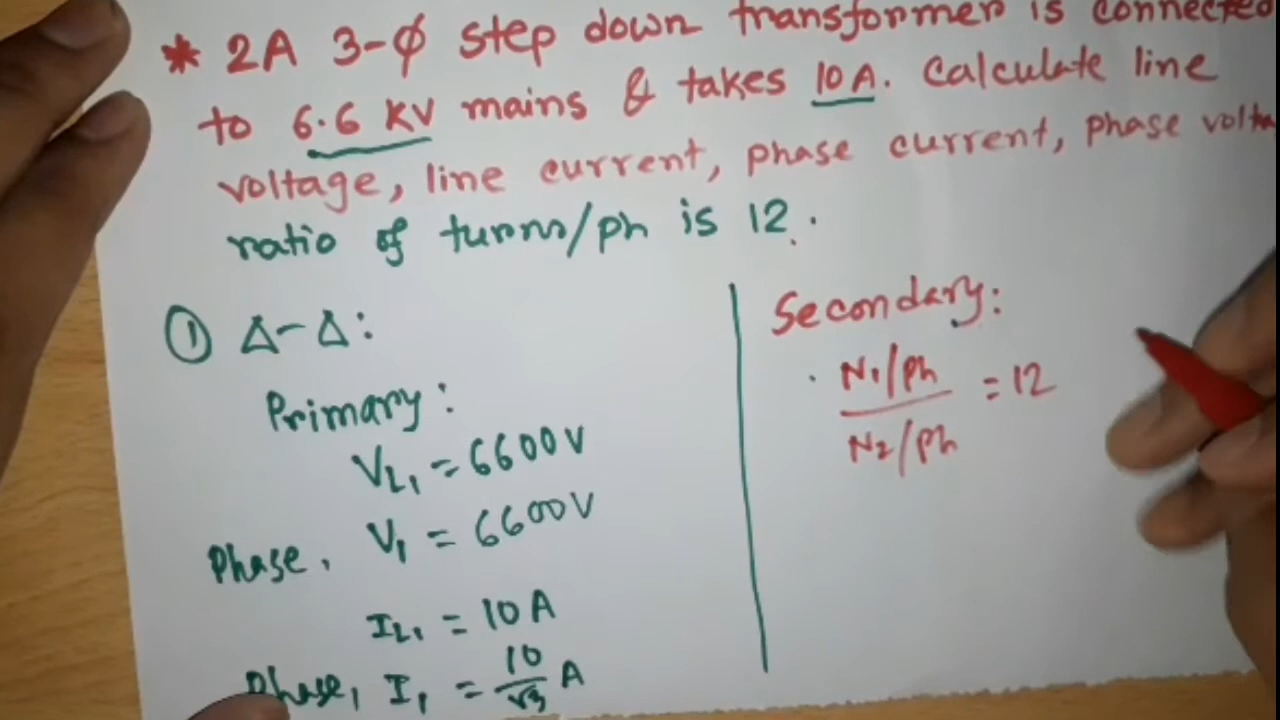 * 2A 3-ф step down transformer is connected
to 6.6 KV mains & takes 10 A. Calculate line
voltage, line current, phase current, phase volta
ratio of turns/ph is 12.
① Δ-Δ:
Primary:
VL1 = 6600V
Phase, V1 = 6600V
IL1 = 10 A
Phase, I1 = 10/√3 A
Secondary:
N1/Ph
= 12
N2/Ph